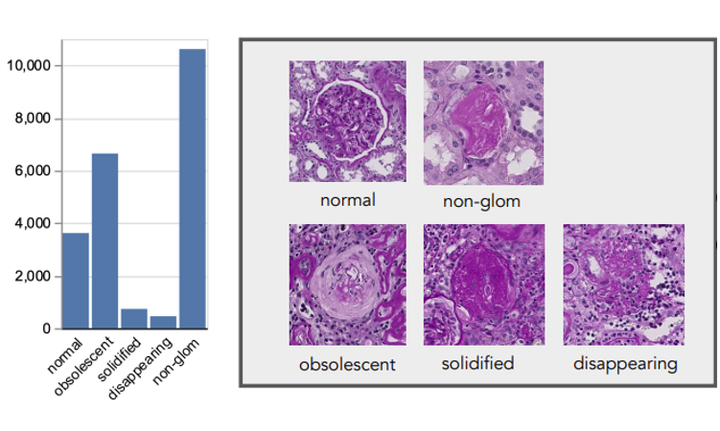 10,000
8,000
6,000
4,000
2,000
0
normal
obsolescent
solidified
disappearing
non-glom
normal
non-glom
obsolescent
solidified
disappearing